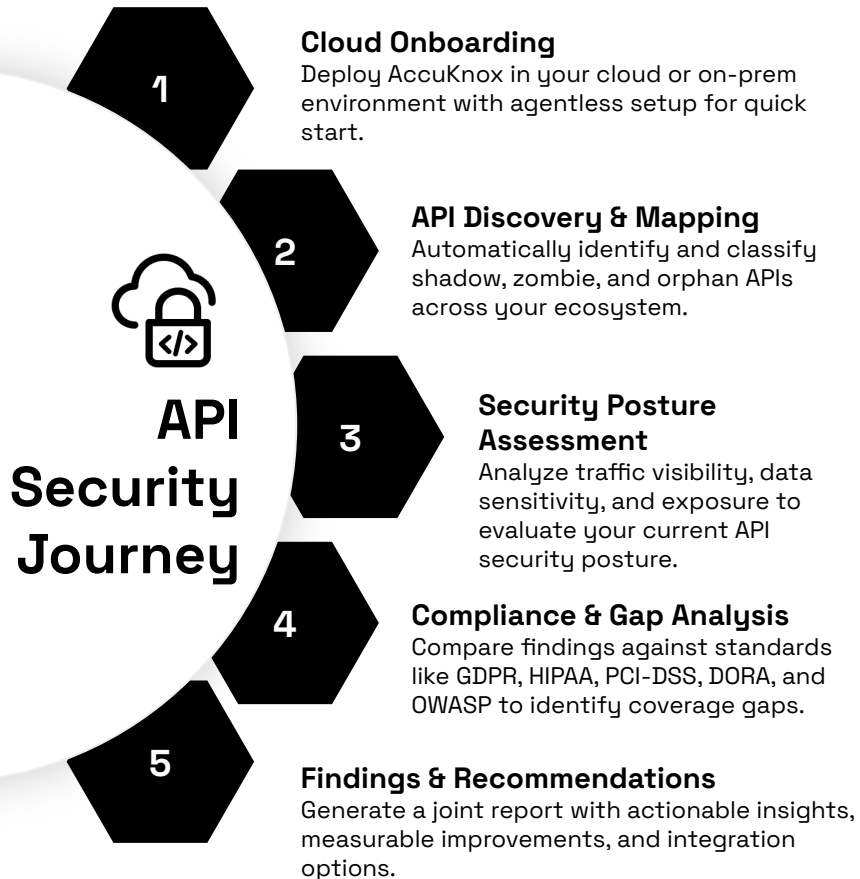 1
Cloud Onboarding
Deploy AccuKnox in your cloud or on-prem
environment with agentless setup for quick
start.
2
API Discovery & Mapping
Automatically identify and classify
shadow, zombie, and orphan APIs
across your ecosystem.
</>
API
Security
Journey
3
Security Posture
Assessment
Analyze traffic visibility, data
sensitivity, and exposure to
evaluate your current API
security posture.
4
Compliance & Gap Analysis
Compare findings against standards
like GDPR, HIPAA, PCI-DSS, DORA, and
OWASP to identify coverage gaps.
5
Findings & Recommendations
Generate a joint report with actionable insights,
measurable improvements, and integration
options.